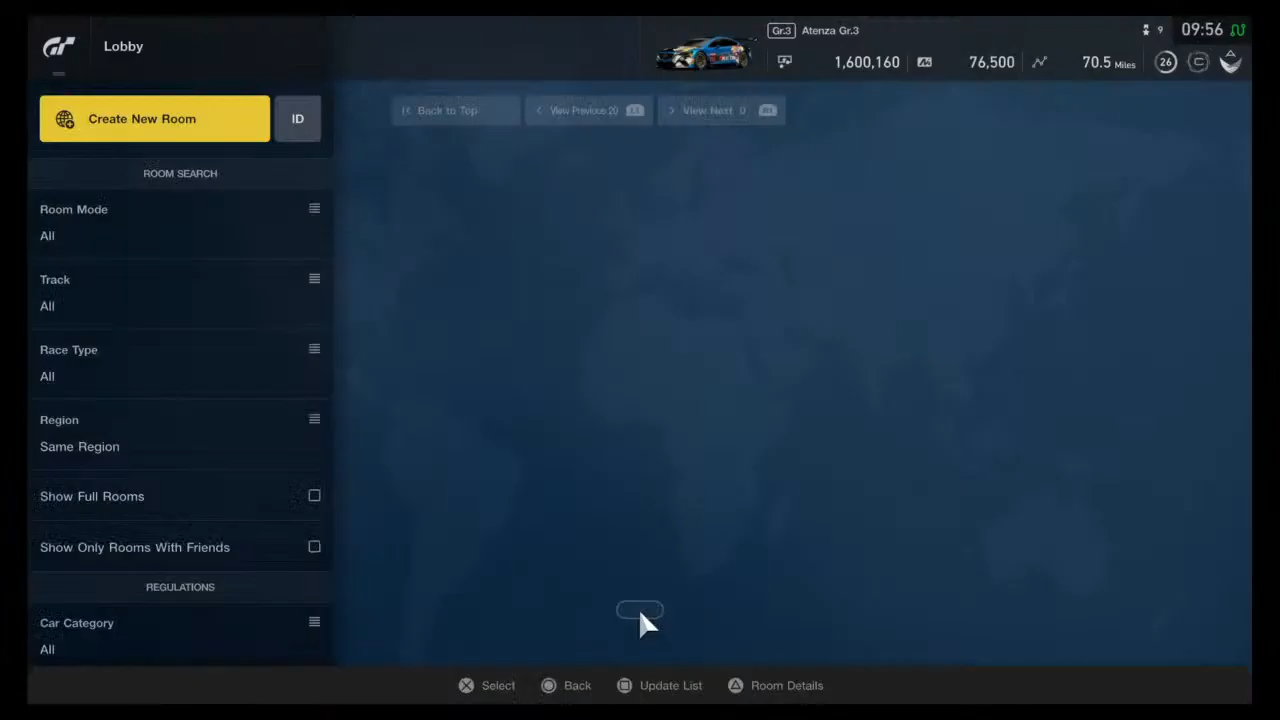 Lobby
Gr.3 Atenza Gr.3
9 09:56
1,600,160 76,500 70.5 Miles 26 C
Create New Room ID
Back to Top View Previous 20 L1 View Next 0 R1
ROOM SEARCH
Room Mode
All
Track
All
Race Type
All
Region
Same Region
Show Full Rooms
Show Only Rooms With Friends
REGULATIONS
Car Category
All
Select Back Update List Room Details